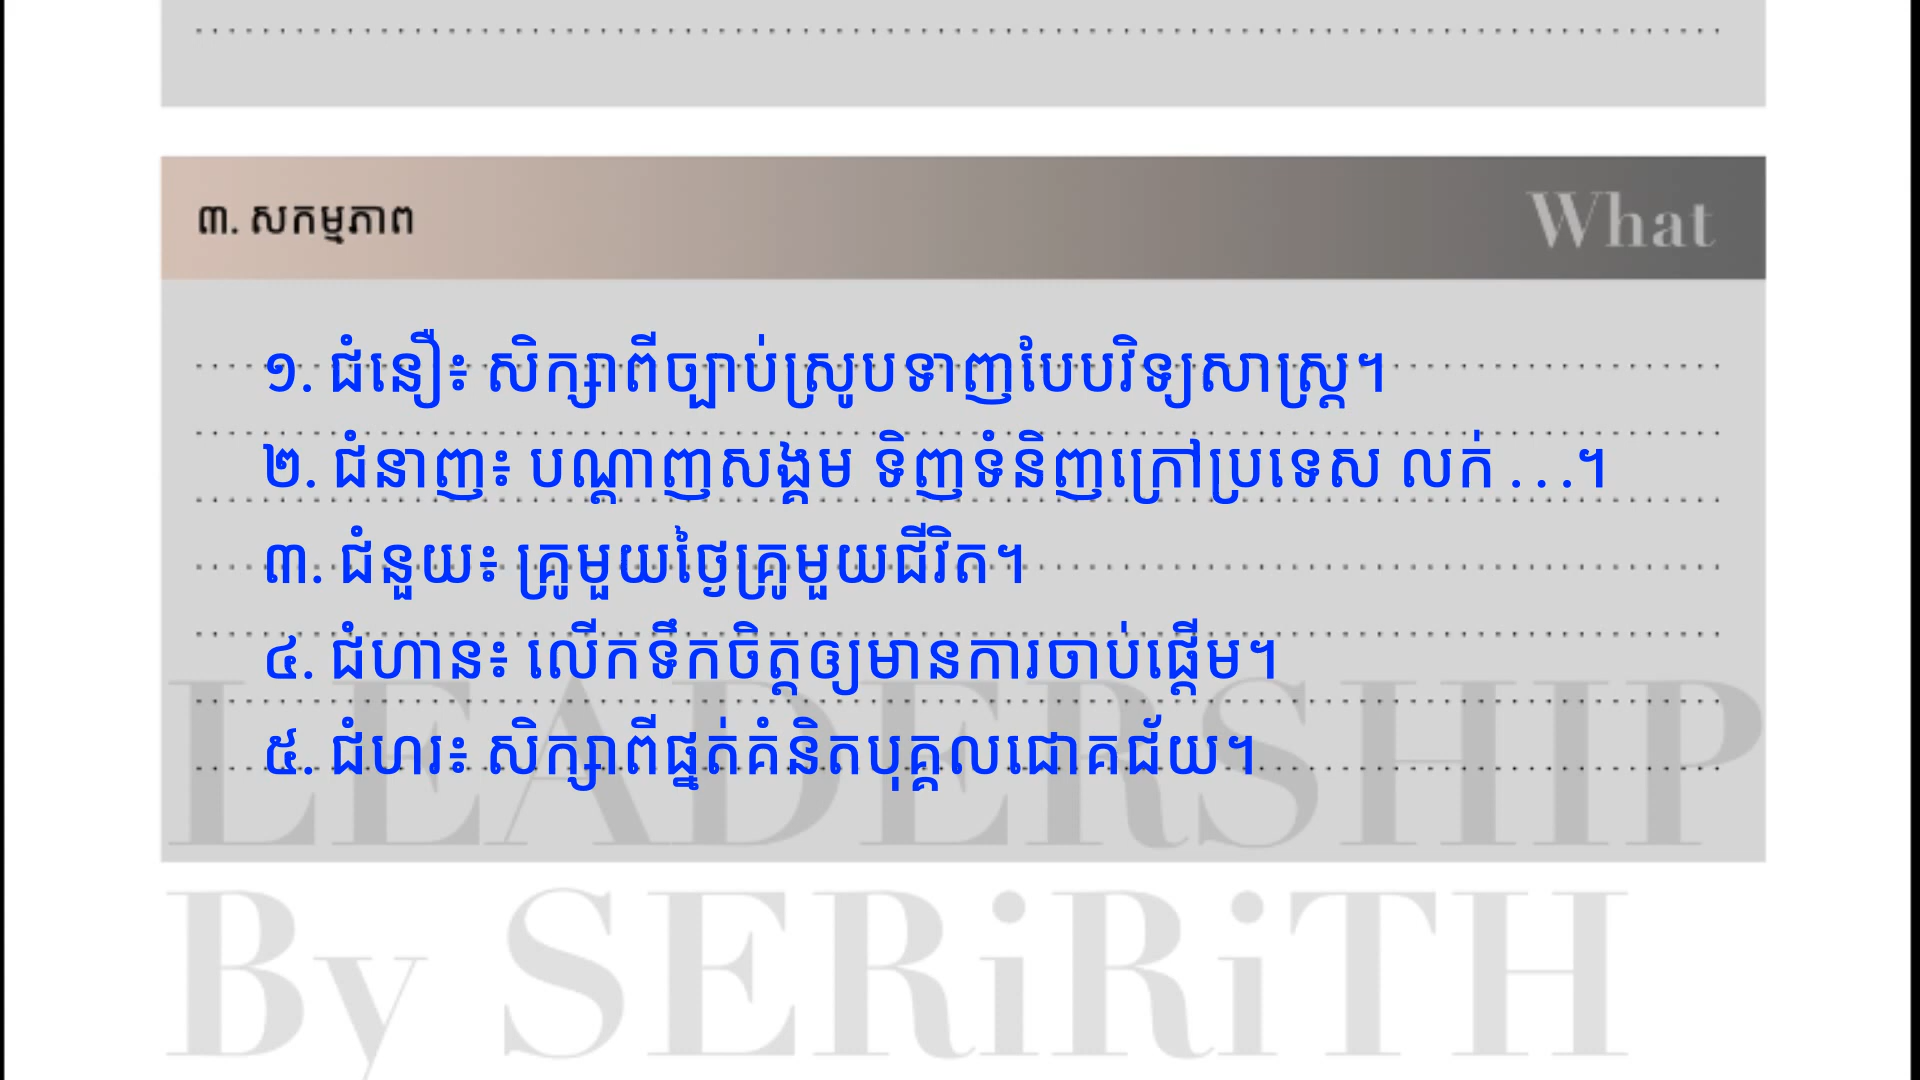 ៣. សកម្មភាព What
១. ជំនឿ៖ សិក្សាពីច្បាប់ស្រូបទាញបែបវិទ្យសាស្ត្រ។
២. ជំនាញ៖ បណ្តាញសង្គម ទិញទំនិញក្រៅប្រទេស លក់ ...។
៣. ជំនួយ៖ គ្រូមួយថ្ងៃគ្រូមួយជីវិត។
៤. ជំហាន៖ លើកទឹកចិត្តឲ្យមានការចាប់ផ្តើម។
៥. ជំហរ៖ សិក្សាពីផ្នត់គំនិតបុគ្គលជោគជ័យ។
LEADERSHIP
By SERiRiTH